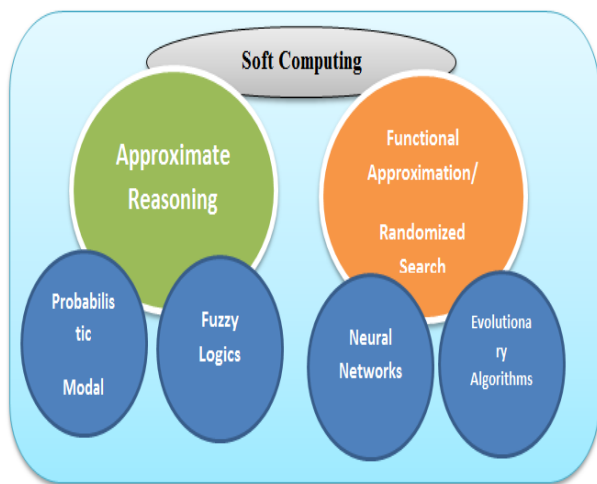 Soft Computing
Approximate
Reasoning
Functional
Approximation/
Randomized
Search
Probabilis
tic
Modal
Fuzzy
Logics
Neural
Networks
Evolutiona
ry
Algorithms